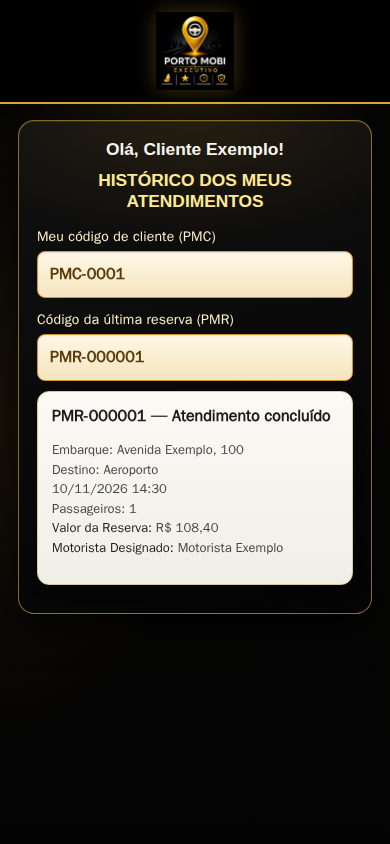 PORTO MOBI
EXECUTIVO
Olá, Cliente Exemplo!
HISTÓRICO DOS MEUS
ATENDIMENTOS
Meu código de cliente (PMC)
PMC-0001
Código da última reserva (PMR)
PMR-000001
PMR-000001 — Atendimento concluído
Embarque: Avenida Exemplo, 100
Destino: Aeroporto
10/11/2026 14:30
Passageiros: 1
Valor da Reserva: R$ 108,40
Motorista Designado: Motorista Exemplo